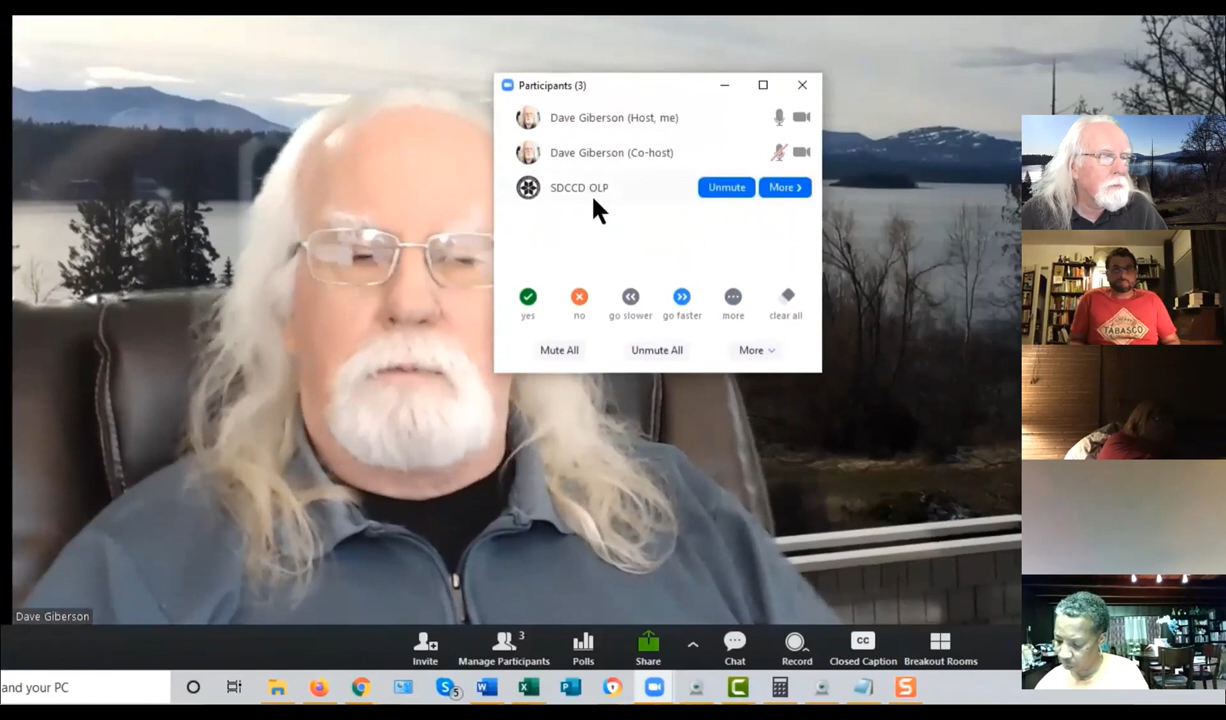 Participants (3)
Dave Giberson (Host, me)
Dave Giberson (Co-host)
SDCCD OLP
Unmute
More
yes
no
go slower
go faster
more
clear all
Mute All
Unmute All
More
TABASCO
Dave Giberson
3
Invite
Manage Participants
Polls
Share
Chat
Record
CC
Closed Caption
Breakout Rooms
and your PC
5